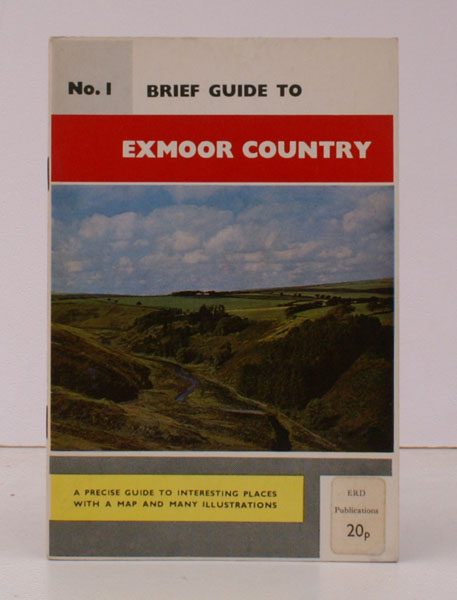 No. 1 BRIEF GUIDE TO
EXMOOR COUNTRY
A PRECISE GUIDE TO INTERESTING PLACES
WITH A MAP AND MANY ILLUSTRATIONS
ERD
Publications
20p